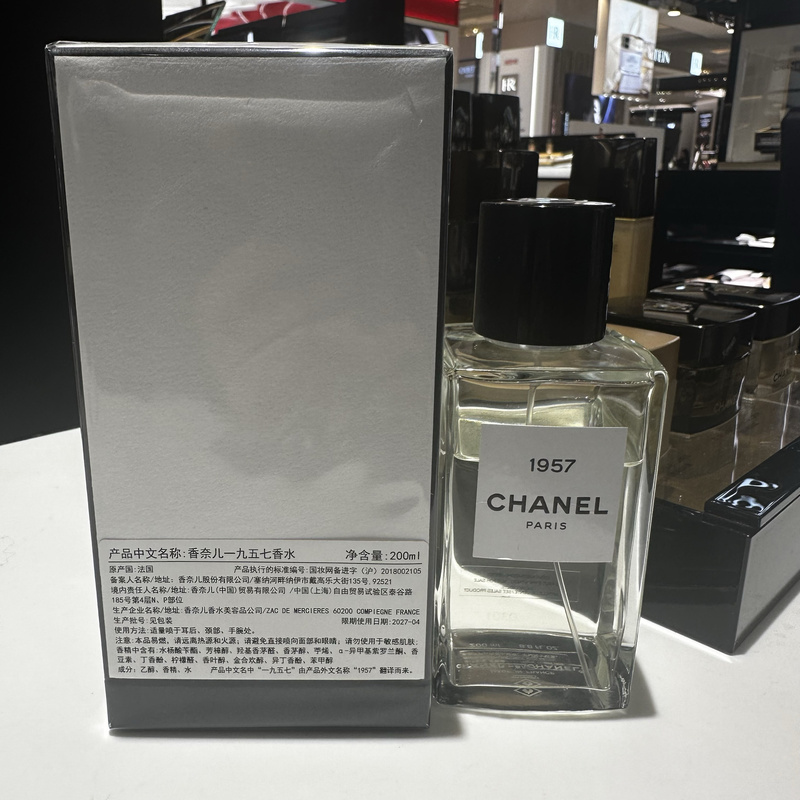 产品中文名称:香奈儿一九五七香水 净含量:200ml
原产国:法国 产品执行的标准编号:国妆网备进字(沪)2018002105
备案人名称/地址:香奈儿股份有限公司/塞纳河畔纳伊市戴高乐大街135号,92521
境内责任人名称/地址:香奈儿(中国)贸易有限公司 /中国(上海)自由贸易试验区泰谷路
185号第4层N、P部位
生产企业名称/地址:香奈儿香水美容品公司/ZAC DE MERCIERES 60200 COMPIEGNE FRANCE
生产批号:见包装 限期使用日期:2027-04
使用方法:适量喷于耳后、颈部、手腕处。
注意:本品易燃,请远离热源和火源;请避免直接喷向面部和眼睛;请勿使用于敏感肌肤;
香精中含有:水杨酸苄酯、芳樟醇、羟基香茅醛、香茅醇、苧烯、α-异甲基紫罗兰酮、香
豆素、丁香酚、柠檬醛、香叶醇、金合欢醇、异丁香酚、苯甲醇
成分:乙醇、香精、水 产品中文名中“一九五七”由产品外文名称“1957”翻译而来。
1957
CHANEL
PARIS
HR